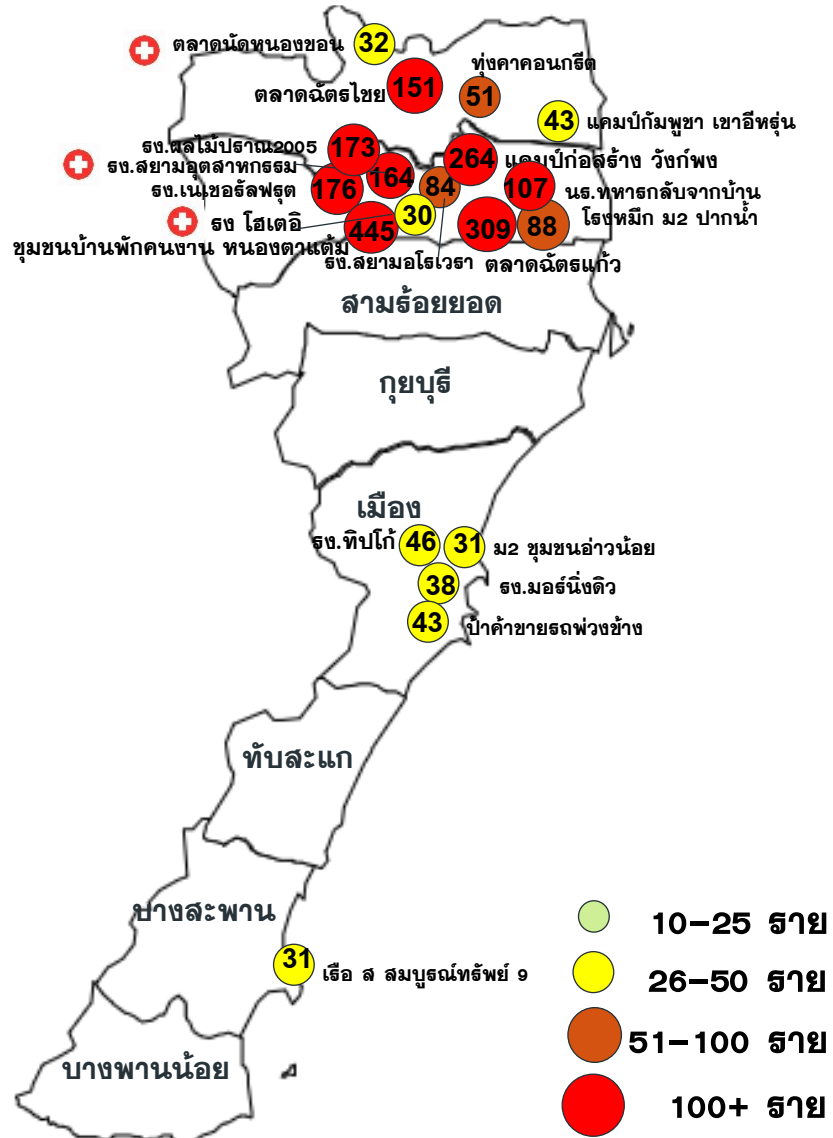 ตลาดนัดหนองขอน
32
ทุ่งคาคอนกรีต
ตลาดฉัตรไชย
151
51
43
แคมป์กัมพูชา เขาอีหรุ่น
รง.ผลไม้ปราณ2005
173
รง.สยามอุตสาหกรรม
264
แคมป์ก่อสร้าง วังก์พง
รง.เนเชอรัลฟรุต
176
164
84
107
นร.ทหารกลับจากบ้าน
รง โฮเตอิ
30
โรงหมึก ม2 ปากน้ำ
445
309
88
ชุมชนบ้านพักคนงาน หนองตาแต้ม
รง.สยามอโรเวรา
ตลาดฉัตรแก้ว
สามร้อยยอด
กุยบุรี
เมือง
รง.ทิปโก้
46
31
ม2 ชุมชนอ่าวน้อย
38
รง.มอร์นิ่งดิว
43
ป้าค้าขายรถพ่วงข้าง
ทับสะแก
บางสะพาน
31
เรือ ส สมบูรณ์ทรัพย์ 9
บางพานน้อย
10-25 ราย
26-50 ราย
51-100 ราย
100+ ราย